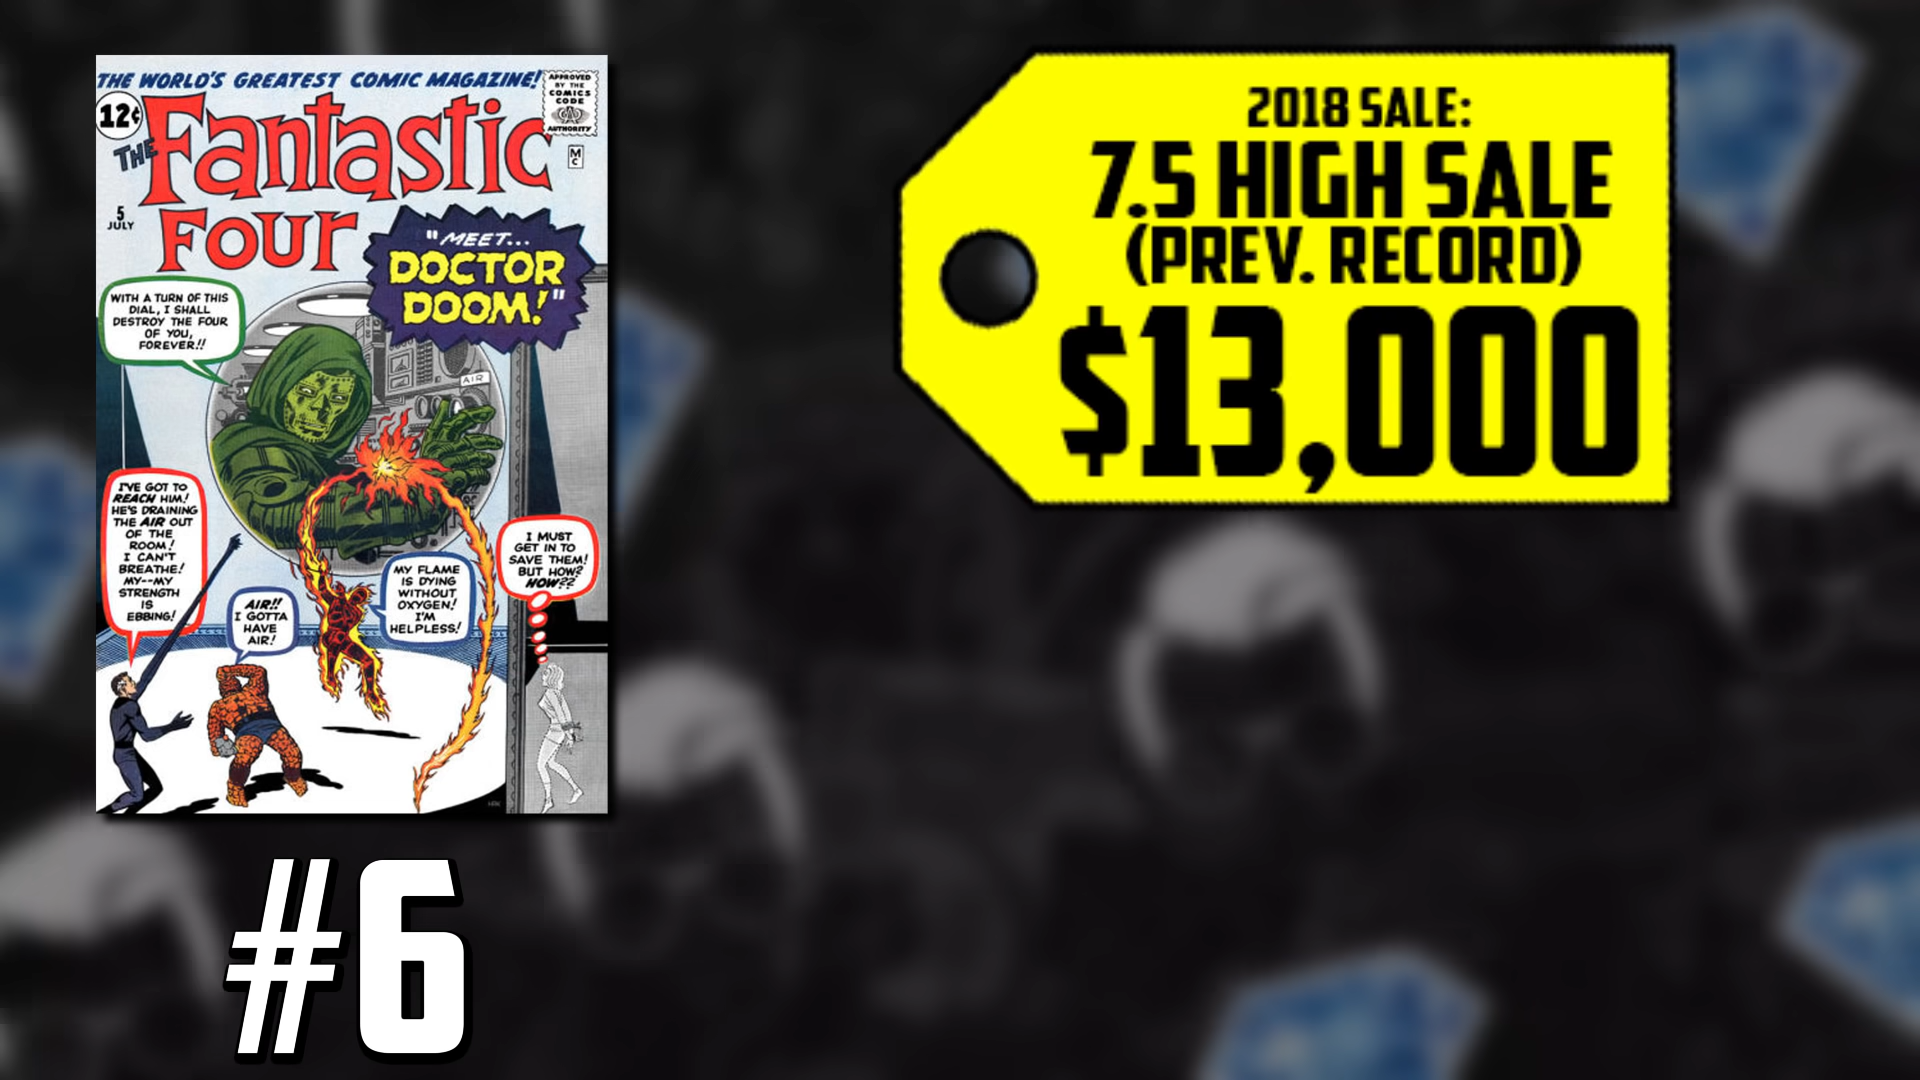 THE WORLD'S GREATEST COMIC MAGAZINE!
APPROVED
BY THE
COMICS
CODE
AUTHORITY
12¢
THE Fantastic
Four
M
C
5
JULY
"MEET...
DOCTOR
DOOM!"
WITH A TURN OF THIS
DIAL, I SHALL
DESTROY THE FOUR
OF YOU,
FOREVER!!
AIR
I'VE GOT TO
REACH HIM!
HE'S DRAINING
THE AIR OUT
OF THE
ROOM!
I CAN'T
BREATHE!
MY--MY
STRENGTH
IS
EBBING!
AIR!!
I GOTTA
HAVE
AIR!
MY FLAME
IS DYING
WITHOUT
OXYGEN!
I'M
HELPLESS!
I MUST
GET IN TO
SAVE THEM!
BUT HOW?
HOW??
#6
2018 SALE:
7.5 HIGH SALE
(PREV. RECORD)
$13,000